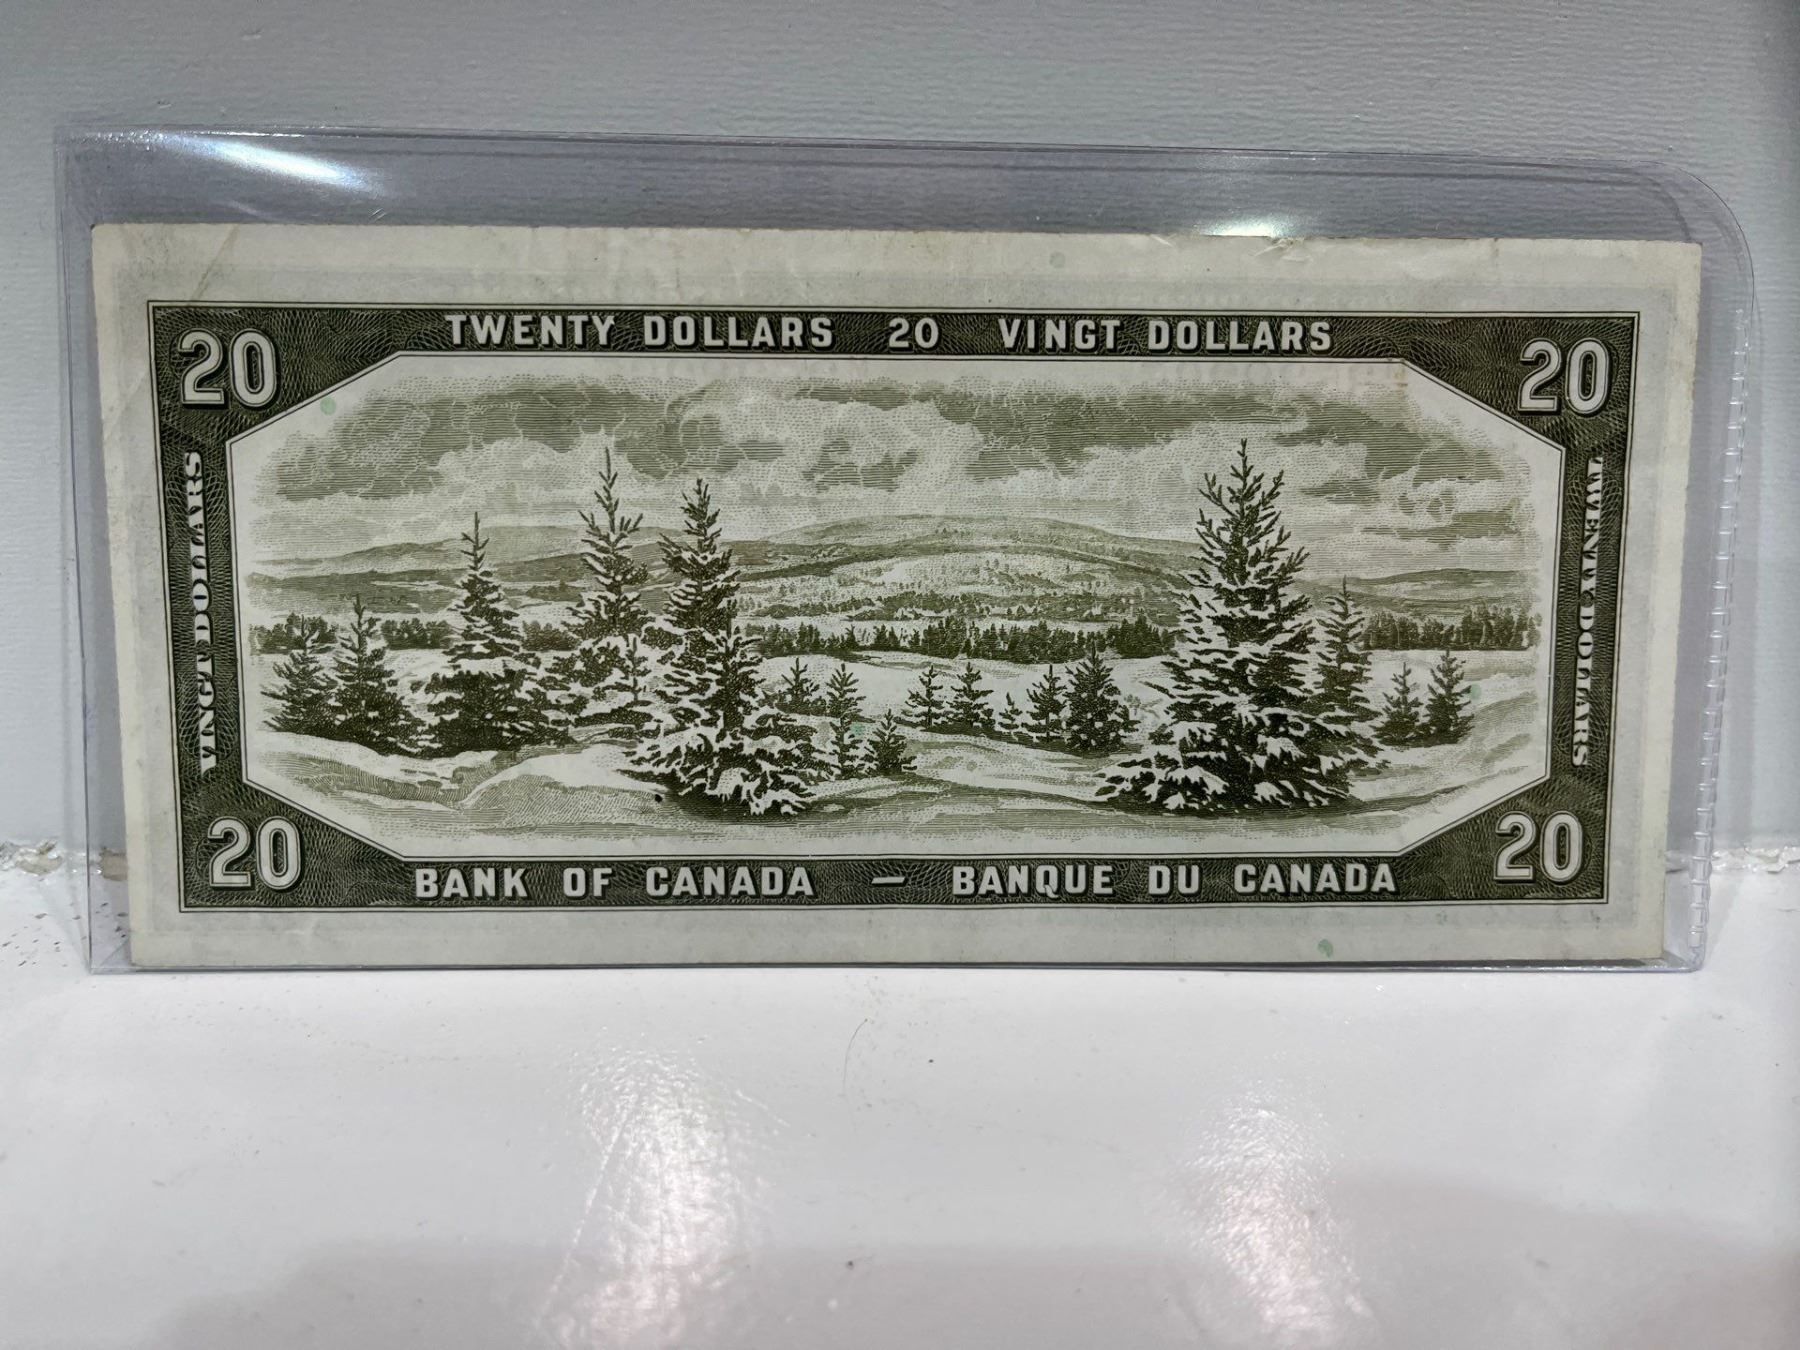 TWENTY DOLLARS 20 VINGT DOLLARS
20
20
VINGT DOLLARS
TWENTY DOLLARS
20
20
BANK OF CANADA — BANQUE DU CANADA